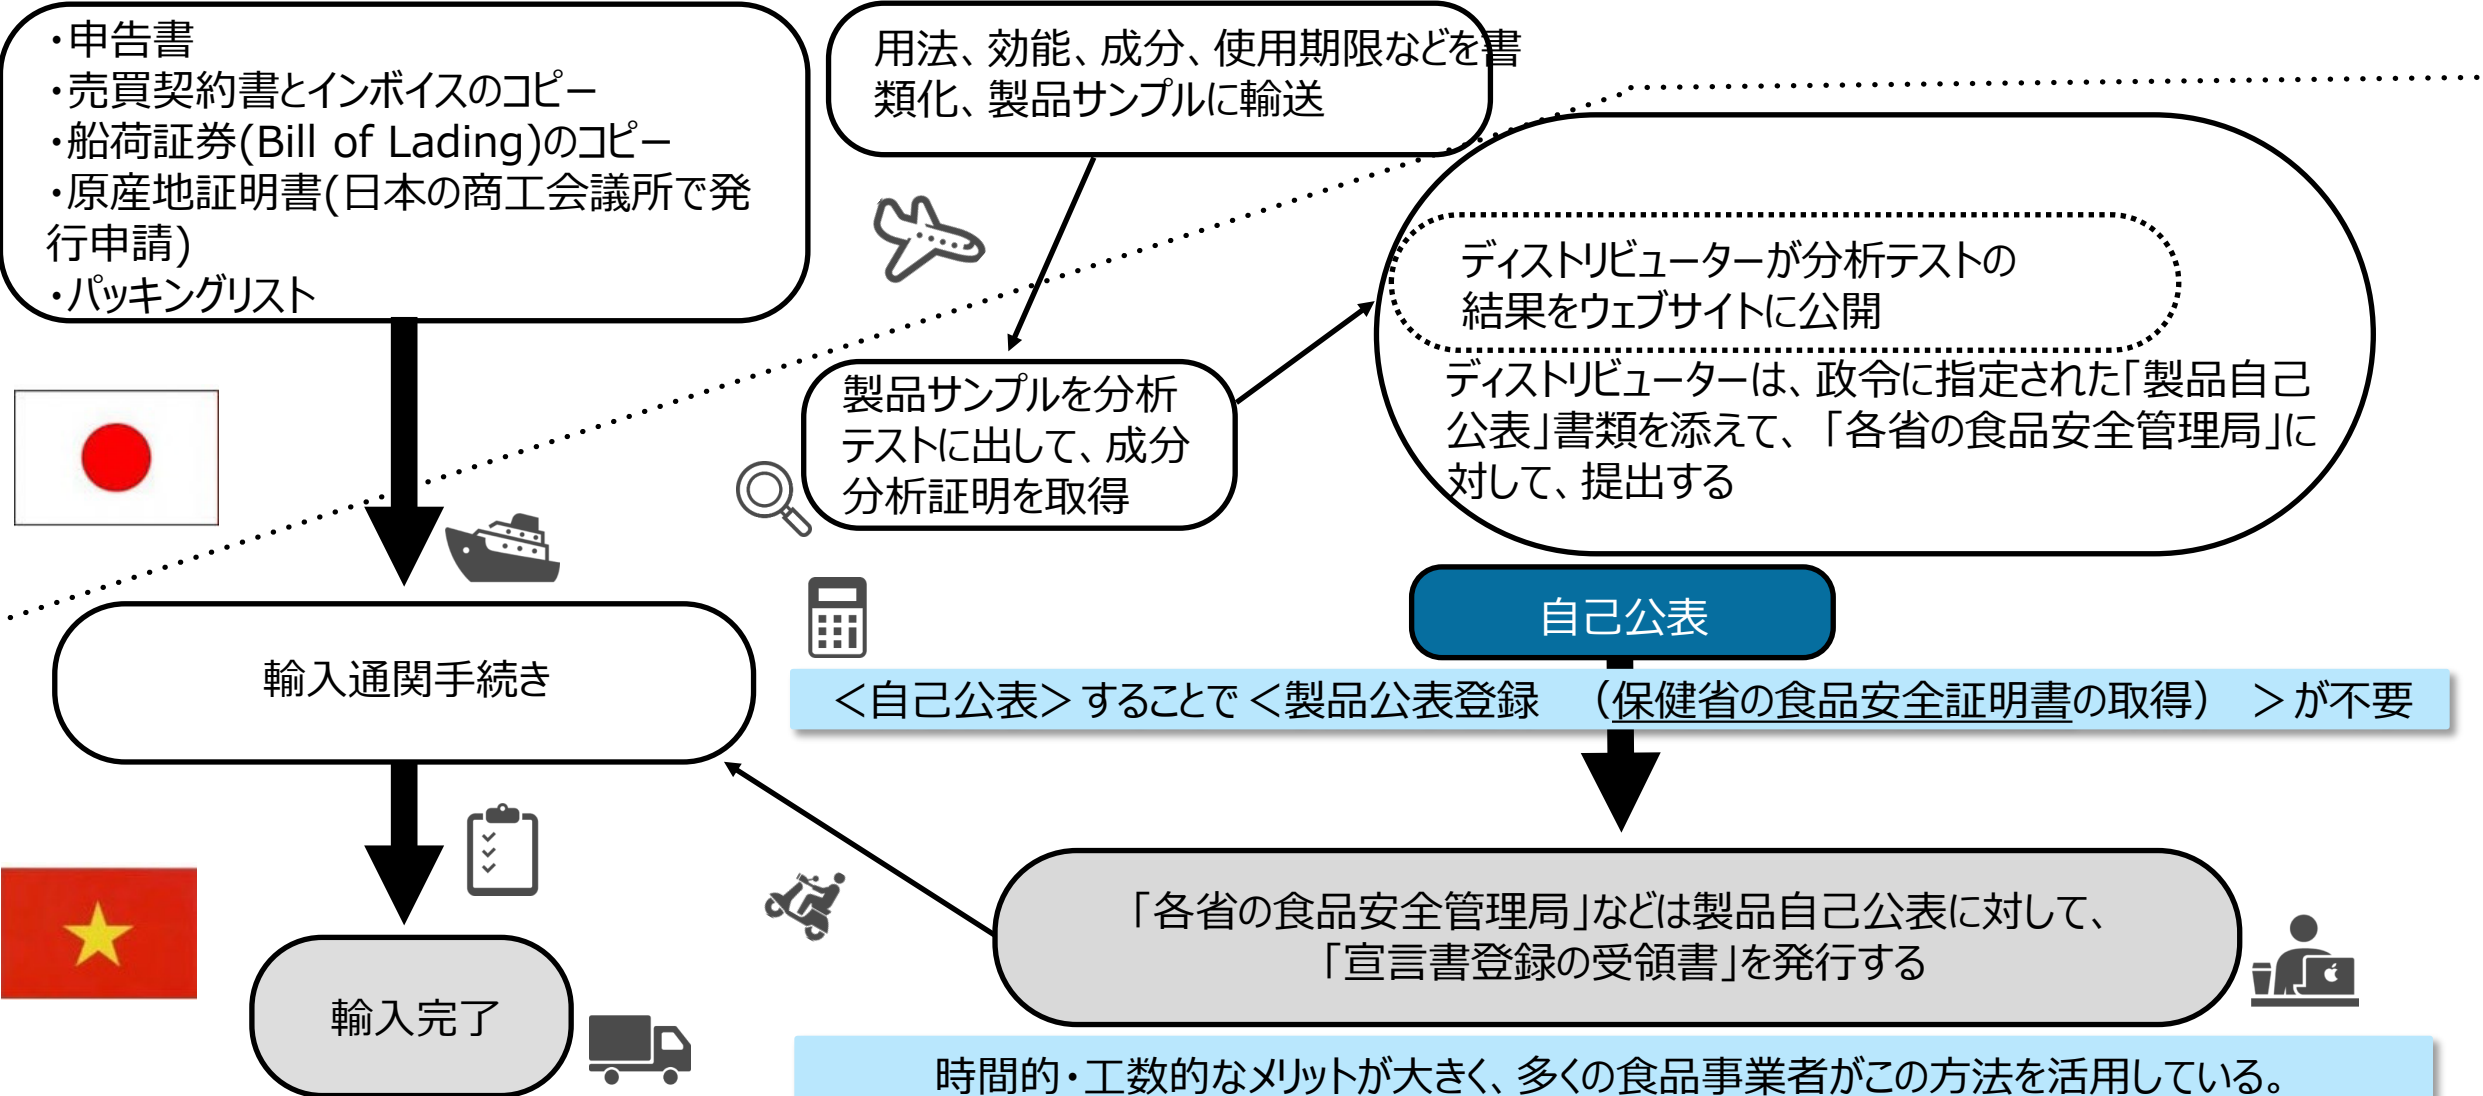 ・申告書
・売買契約書とインボイスのコピー
・船荷証券(Bill of Lading)のコピー
・原産地証明書(日本の商工会議所で発
行申請)
・パッキングリスト
用法、効能、成分、使用期限などを書
類化、製品サンプルに輸送
ディストリビューターが分析テストの
結果をウェブサイトに公開
ディストリビューターは、政令に指定された「製品自己
公表」書類を添えて、「各省の食品安全管理局」に
対して、提出する
製品サンプルを分析
テストに出して、成分
分析証明を取得
自己公表
輸入通関手続き
＜自己公表＞することで＜製品公表登録　（保健省の食品安全証明書の取得）　＞が不要
「各省の食品安全管理局」などは製品自己公表に対して、
「宣言書登録の受領書」を発行する
輸入完了
時間的・工数的なメリットが大きく、多くの食品事業者がこの方法を活用している。